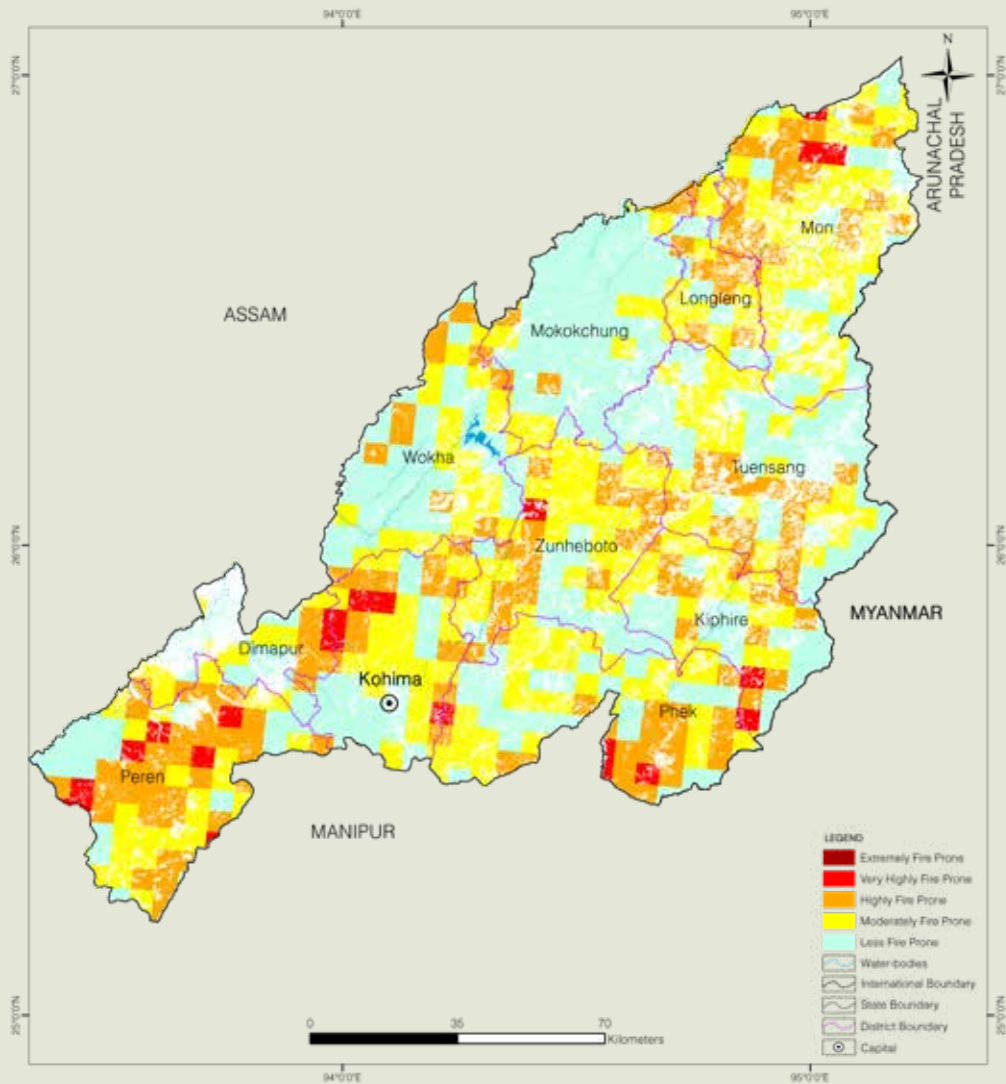 94°0'0"E
95°0'0"E
27°0'0"N
27°0'0"N
N
ARUNACHAL
PRADESH
Mon
ASSAM
Longleng
Mokokchung
Wokha
Tuensang
26°0'0"N
26°0'0"N
Zunheboto
MYANMAR
Kiphire
Dimapur
Kohima
Phek
Peren
MANIPUR
LEGEND
Extremely Fire Prone
Very Highly Fire Prone
Highly Fire Prone
Moderately Fire Prone
Less Fire Prone
Water-bodies
International Boundary
State Boundary
District Boundary
Capital
25°0'0"N
25°0'0"N
0
35
70
Kilometers
94°0'0"E
95°0'0"E